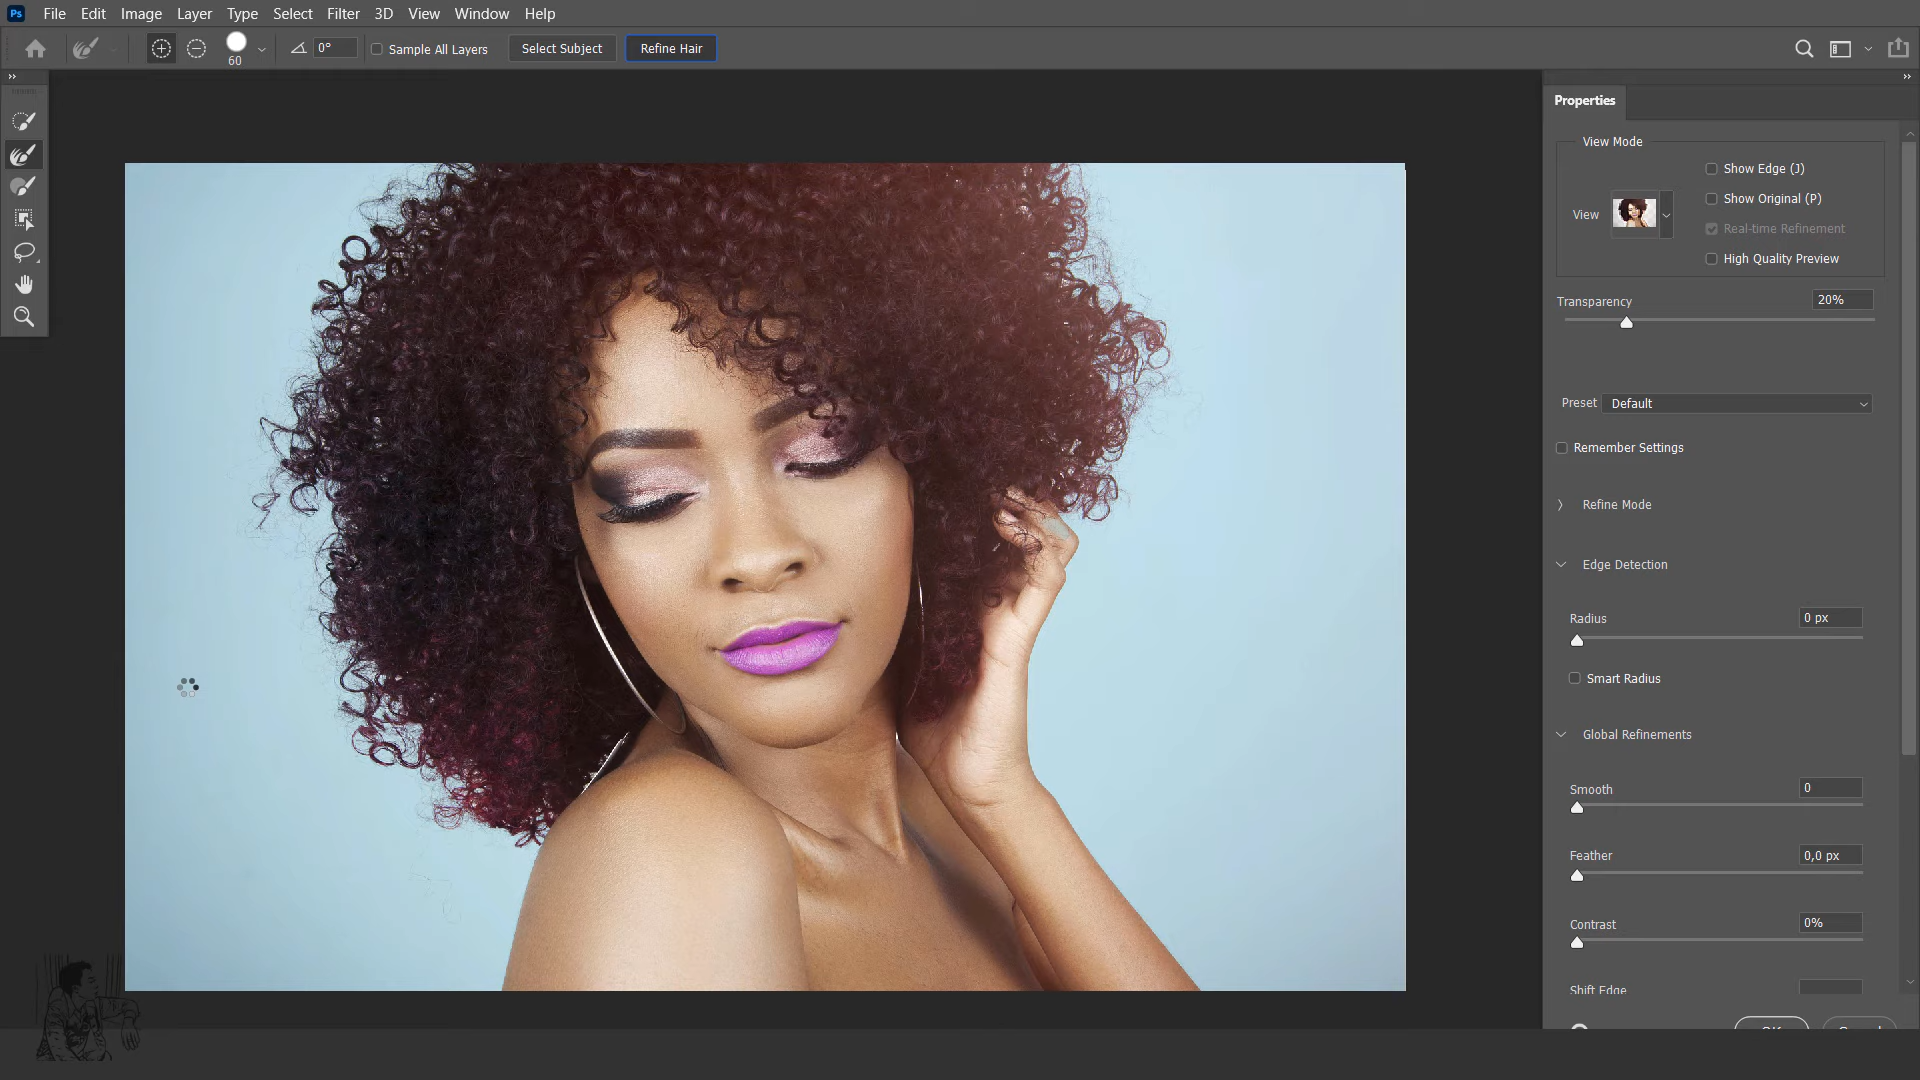 Ps File Edit Image Layer Type Select Filter 3D View Window Help
60 0° Sample All Layers Select Subject Refine Hair
Properties
View Mode
Show Edge (J)
Show Original (P)
View
Real-time Refinement
High Quality Preview
Transparency 20%
Preset Default
Remember Settings
Refine Mode
Edge Detection
Radius 0 px
Smart Radius
Global Refinements
Smooth 0
Feather 0,0 px
Contrast 0%
Shift Edge